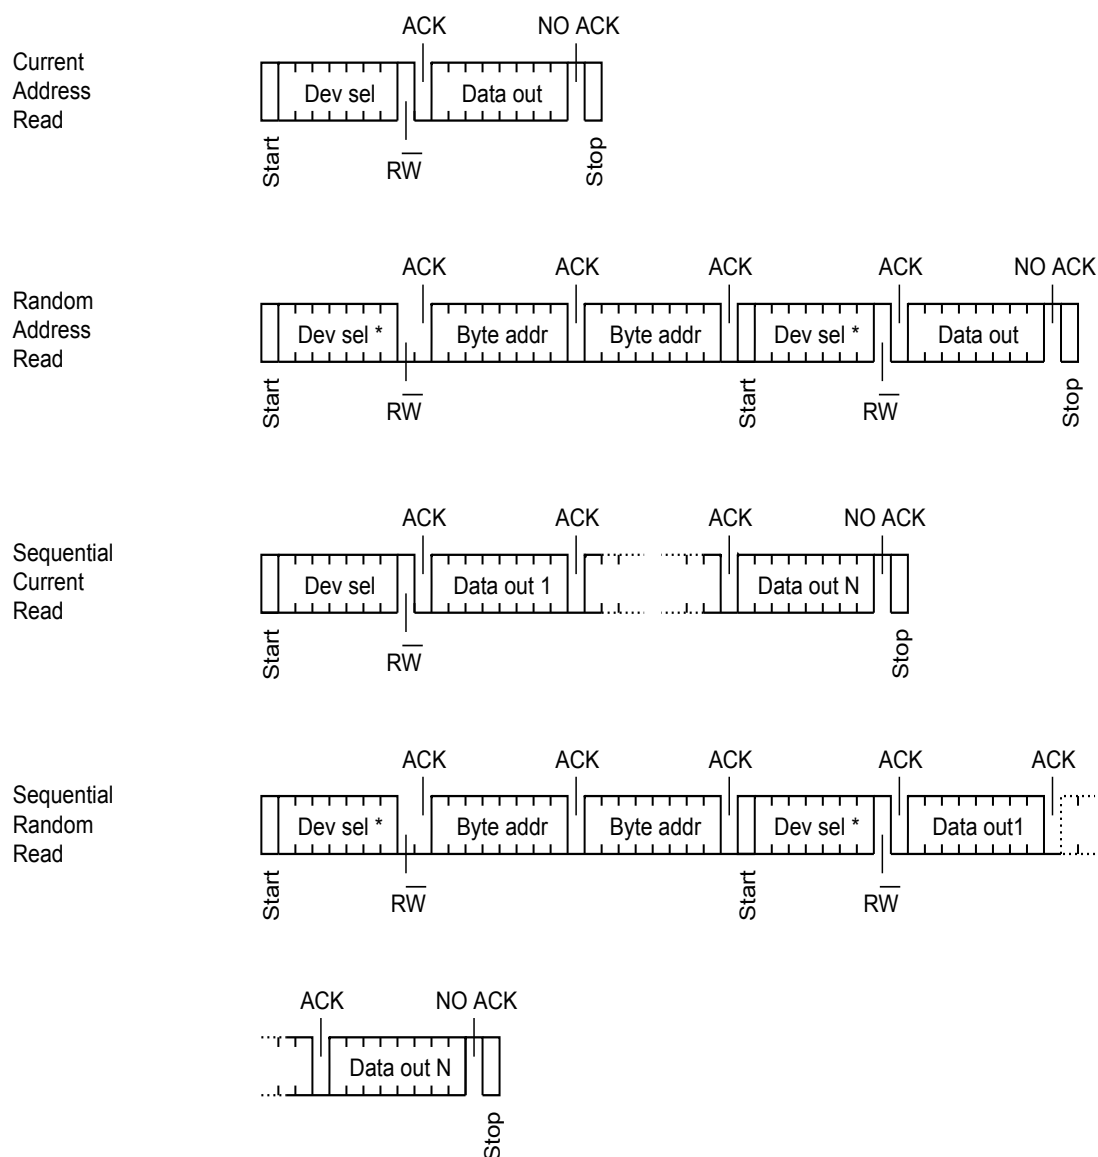 ACK NO ACK
Current
Address
Read
Dev sel Data out
Start RW Stop
ACK ACK ACK ACK NO ACK
Random
Address
Read
Dev sel * Byte addr Byte addr Dev sel * Data out
Start RW Start RW Stop
ACK ACK ACK NO ACK
Sequential
Current
Read
Dev sel Data out 1 Data out N
Start RW Stop
ACK ACK ACK ACK ACK
Sequential
Random
Read
Dev sel * Byte addr Byte addr Dev sel * Data out1
Start RW Start RW
ACK NO ACK
Data out N
Stop